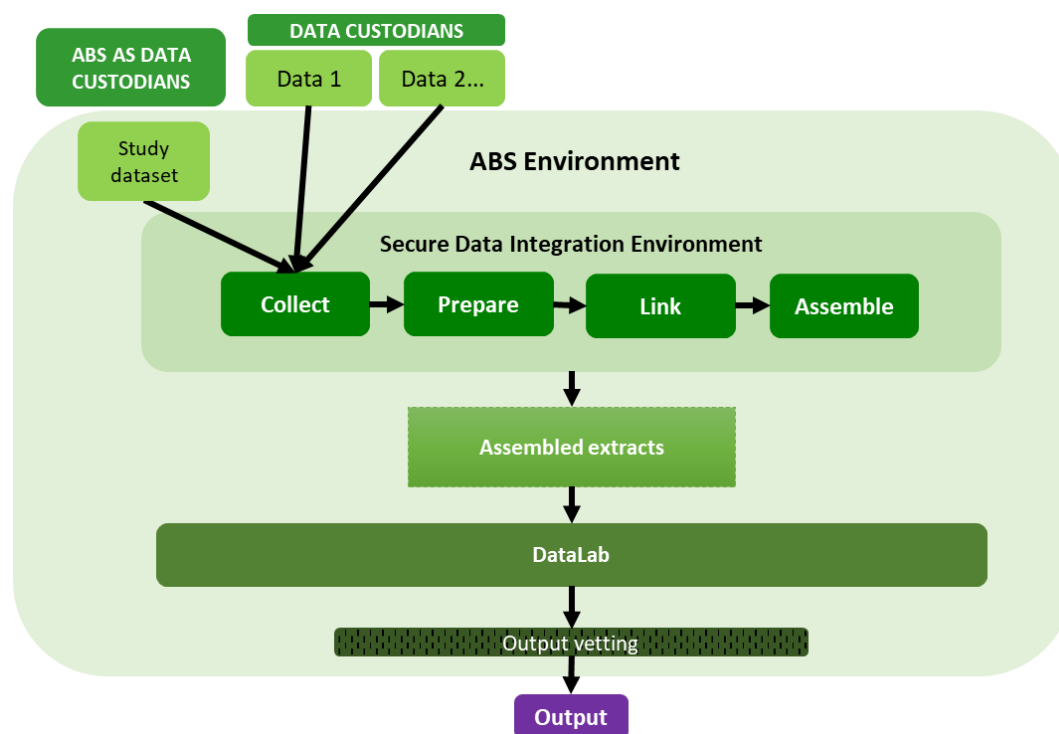 ABS AS DATA
CUSTODIANS
DATA CUSTODIANS
Data 1
Data 2...
Study
dataset
ABS Environment
Secure Data Integration Environment
Collect
Prepare
Link
Assemble
Assembled extracts
DataLab
Output vetting
Output